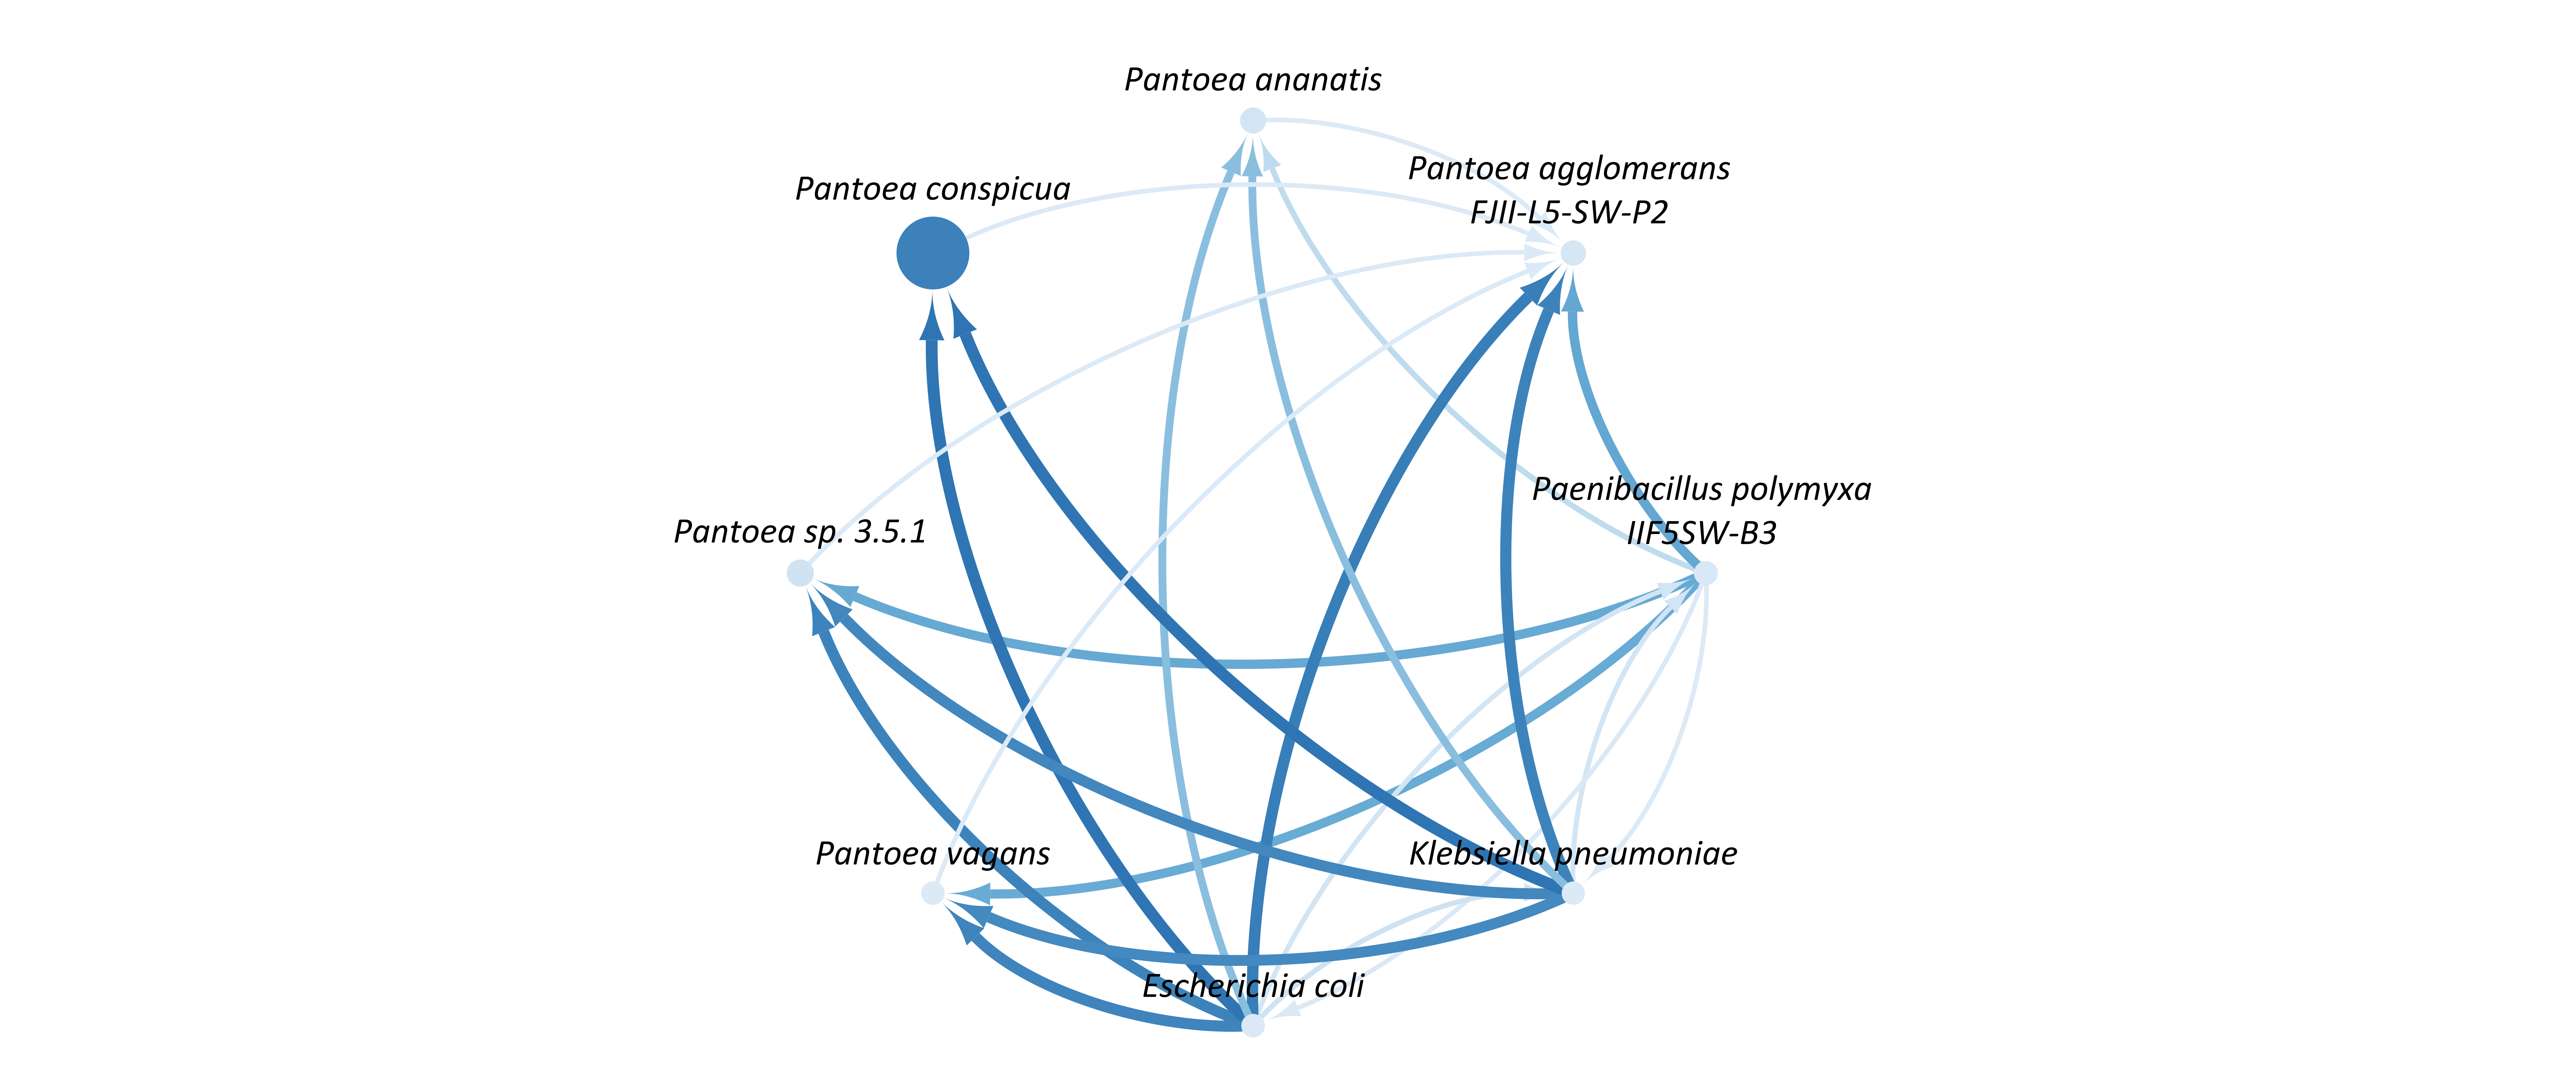 Pantoea ananatis
Pantoea agglomerans
FJII-L5-SW-P2
Pantoea conspicua
Paenibacillus polymyxa
IIF5SW-B3
Pantoea sp. 3.5.1
Pantoea vagans
Klebsiella pneumoniae
Escherichia coli